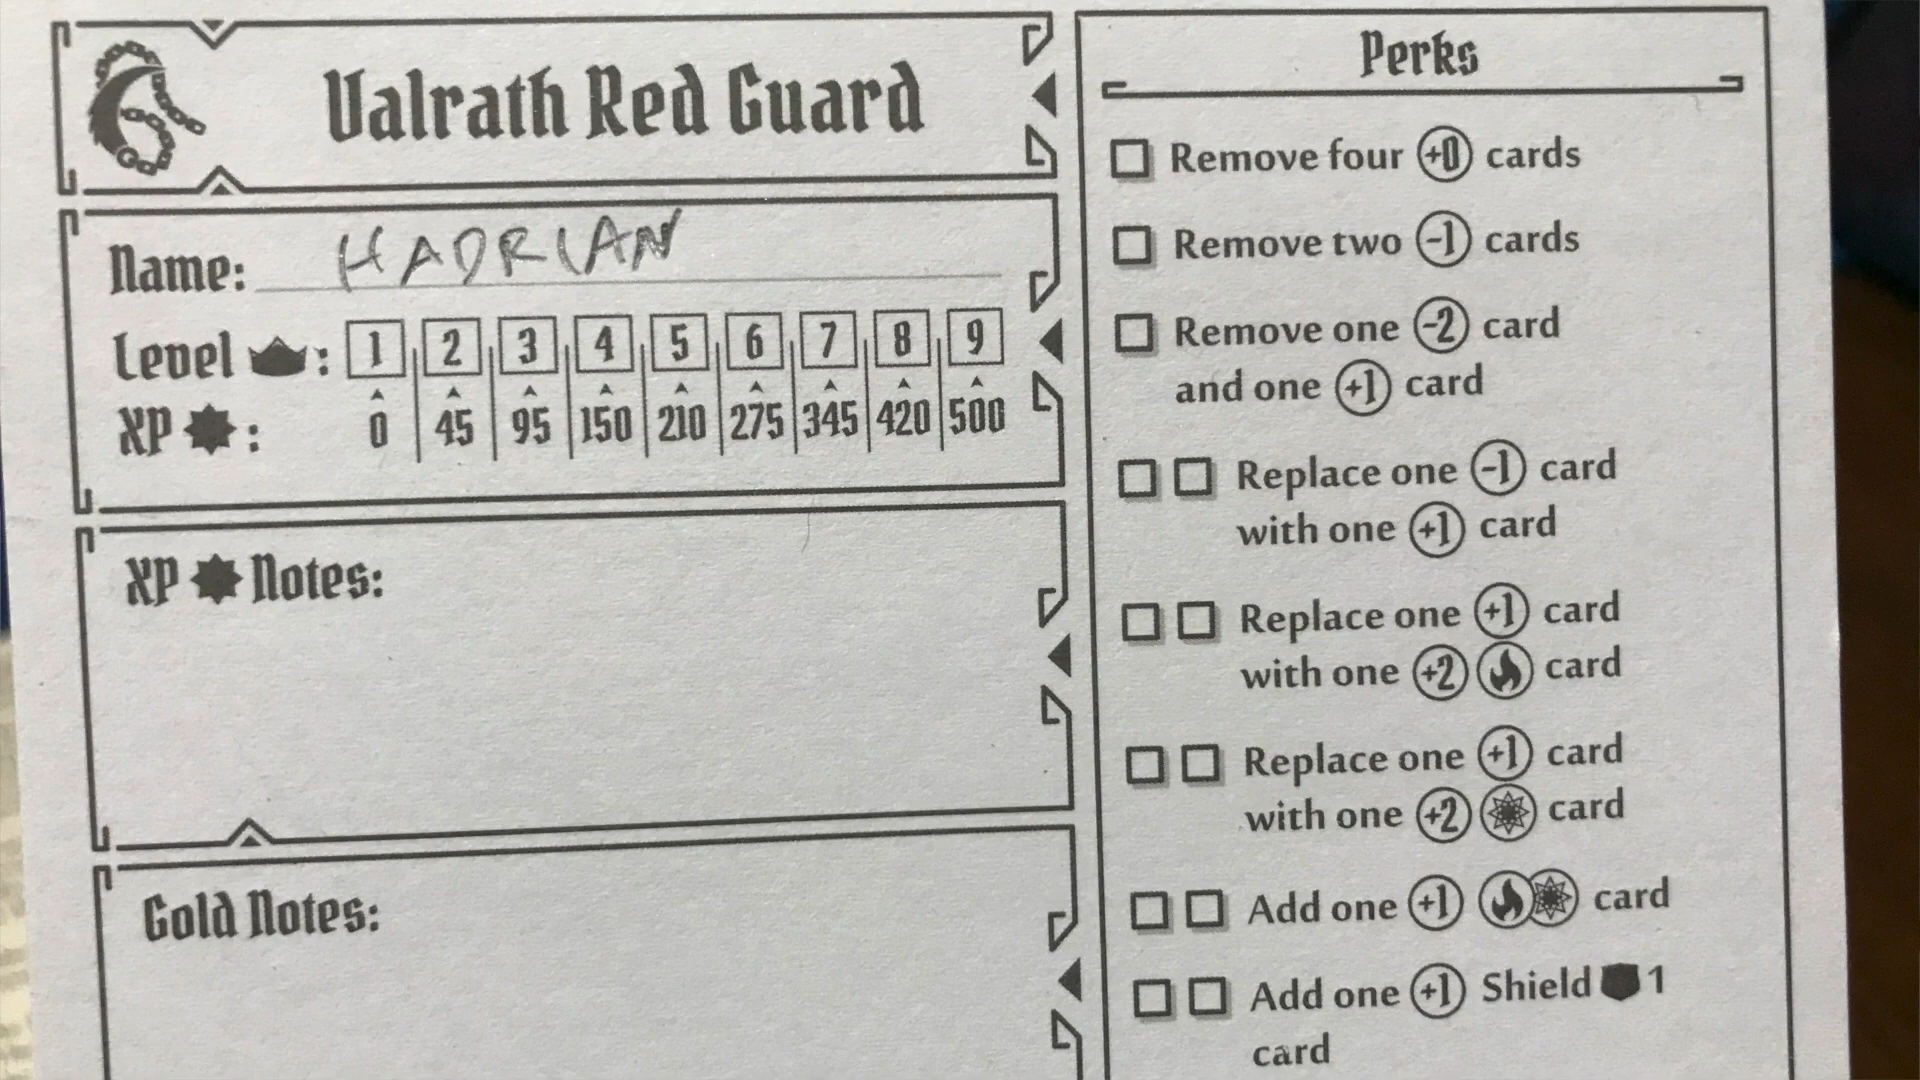 Valrath Red Guard
Name: HADRIAN
Level :
1 2 3 4 5 6 7 8 9
XP :
0 45 95 150 210 275 345 420 500
XP Notes:
Gold Notes:
Perks
Remove four +0 cards
Remove two -1 cards
Remove one -2 card
and one +1 card
Replace one -1 card
with one +1 card
Replace one +1 card
with one +2 card
Replace one +1 card
with one +2 card
Add one +1 card
Add one +1 Shield 1
card